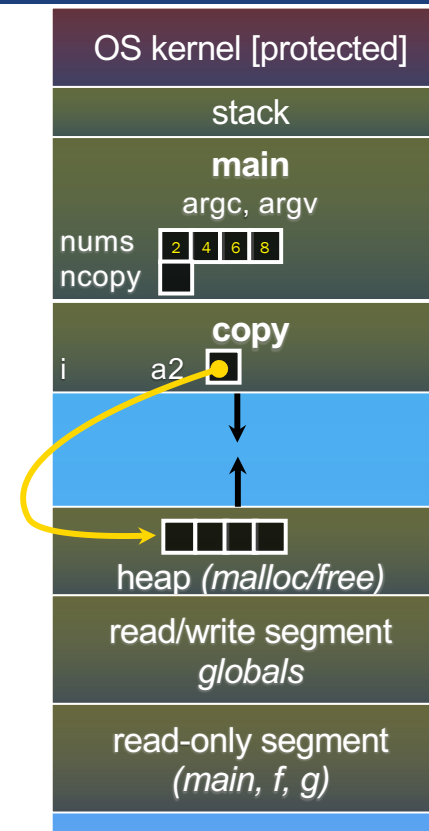 OS kernel [protected]
stack
main
argc, argv
nums 2 4 6 8
ncopy
copy
i a2
heap (malloc/free)
read/write segment
globals
read-only segment
(main, f, g)